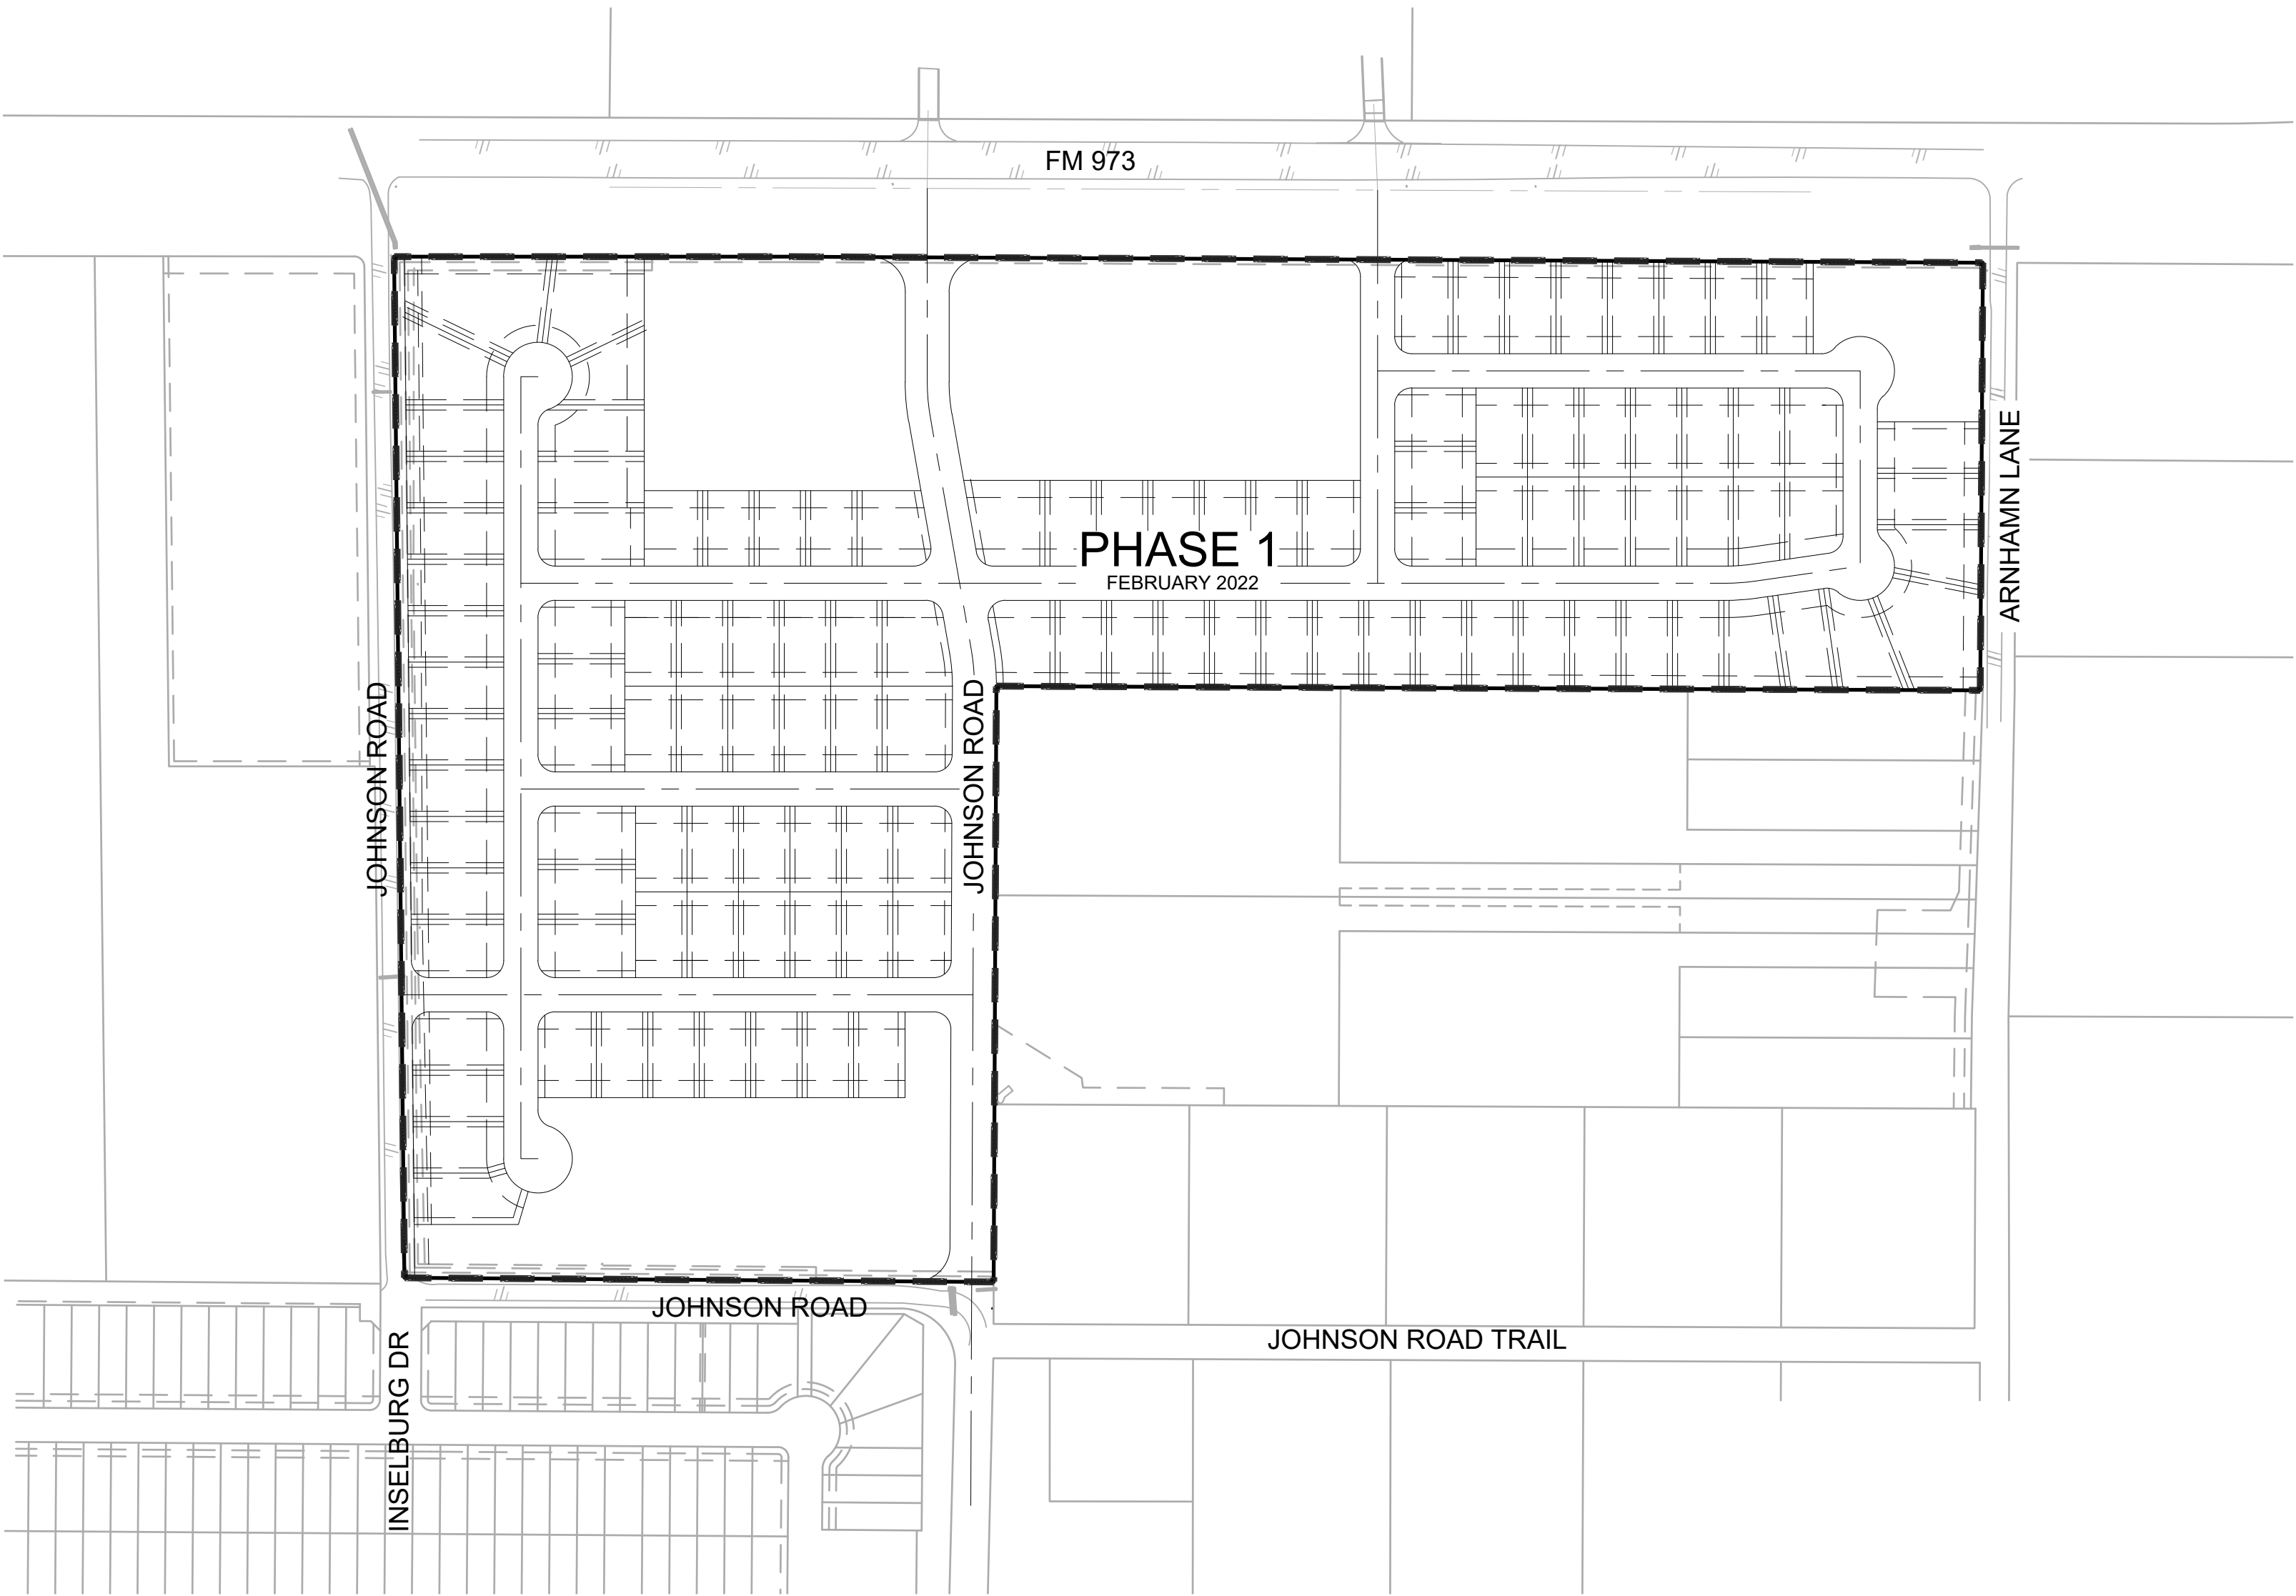 FM 973
ARNHAMN LANE
PHASE 1
FEBRUARY 2022
JOHNSON ROAD
JOHNSON ROAD
JOHNSON ROAD
JOHNSON ROAD TRAIL
INSELBURG DR